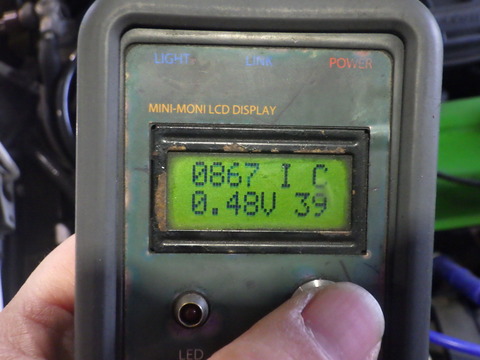 LIGHT LINK POWER
MINI-MONI LCD DISPLAY
0867 I C
0.48V 39
LED